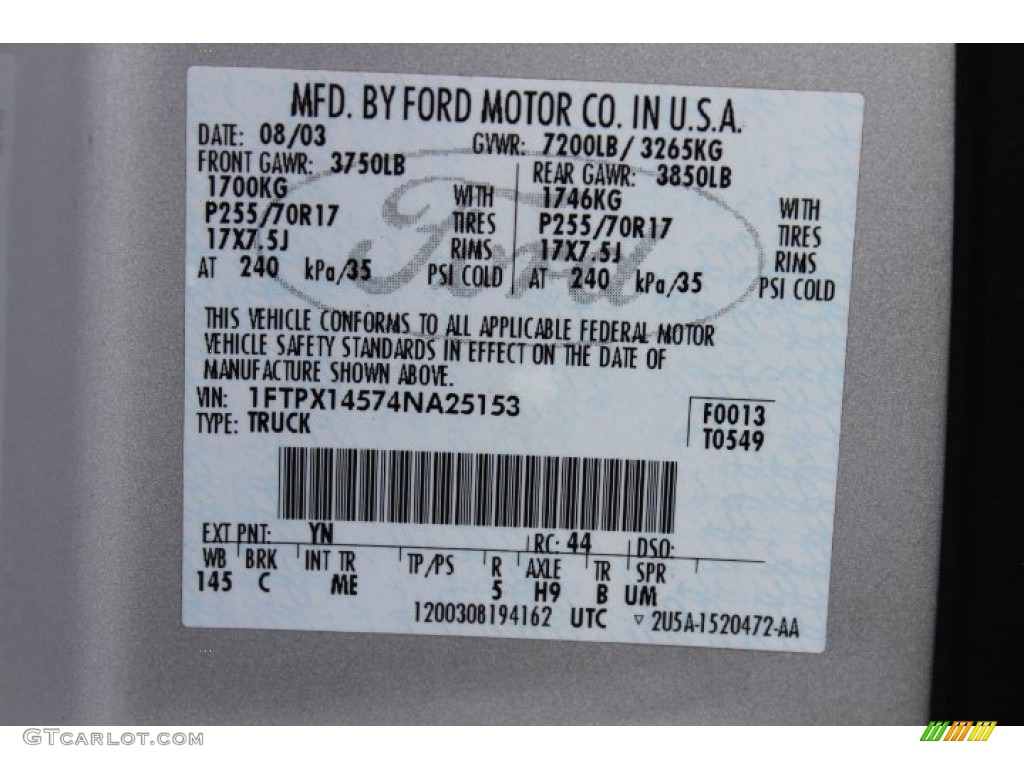 MFD. BY FORD MOTOR CO. IN U.S.A.
DATE: 08/03 GVWR: 7200LB/ 3265KG
FRONT GAWR: 3750LB REAR GAWR: 3850LB
1700KG WITH 1746KG WITH
P255/70R17 TIRES P255/70R17 TIRES
17X7.5J RIMS 17X7.5J RIMS
AT 240 kPa/35 PSI COLD AT 240 kPa/35 PSI COLD
Ford
THIS VEHICLE CONFORMS TO ALL APPLICABLE FEDERAL MOTOR
VEHICLE SAFETY STANDARDS IN EFFECT ON THE DATE OF
MANUFACTURE SHOWN ABOVE.
VIN: 1FTPX14574NA25153 F0013
TYPE: TRUCK T0549
EXT PNT: YN RC: 44 DSO:
WB BRK INT TR TP/PS R AXLE TR SPR
145 C ME 5 H9 B UM
1200308194162 UTC ▽ 2U5A-1520472-AA
GTCARLOT.COM